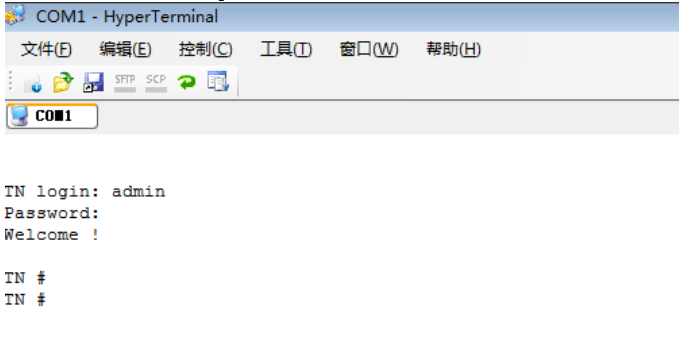 COM1 - HyperTerminal
文件(F) 编辑(E) 控制(C) 工具(T) 窗口(W) 帮助(H)
SFTP SCP
COM1
TN login: admin
Password:
Welcome !
TN #
TN #